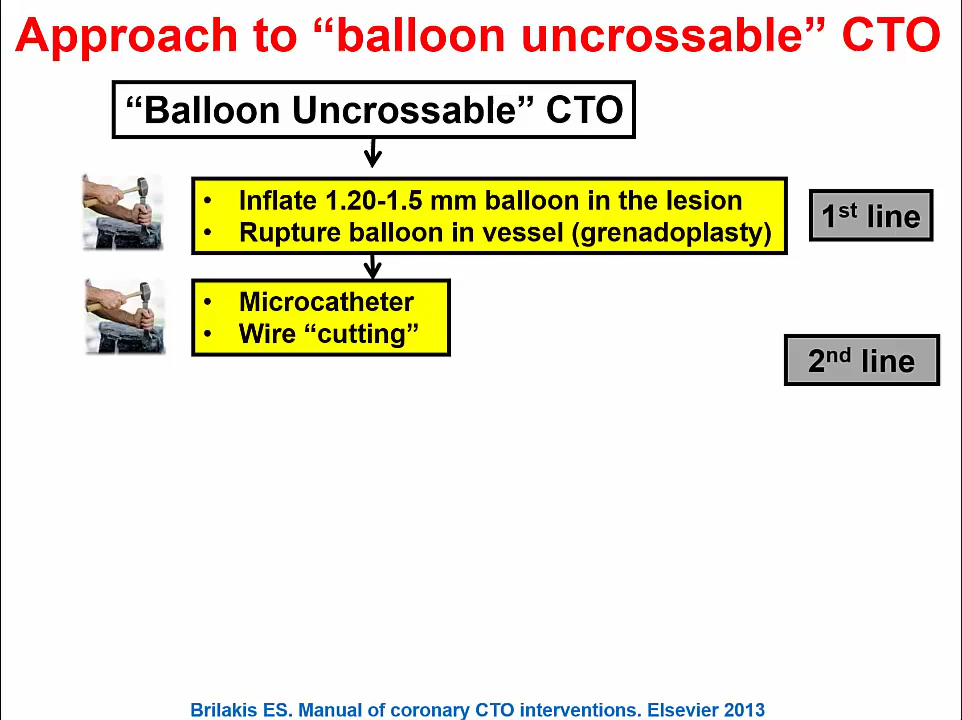 Approach to “balloon uncrossable” CTO
“Balloon Uncrossable” CTO
• Inflate 1.20-1.5 mm balloon in the lesion
• Rupture balloon in vessel (grenadoplasty)
1st line
• Microcatheter
• Wire “cutting”
2nd line
Brilakis ES. Manual of coronary CTO interventions. Elsevier 2013